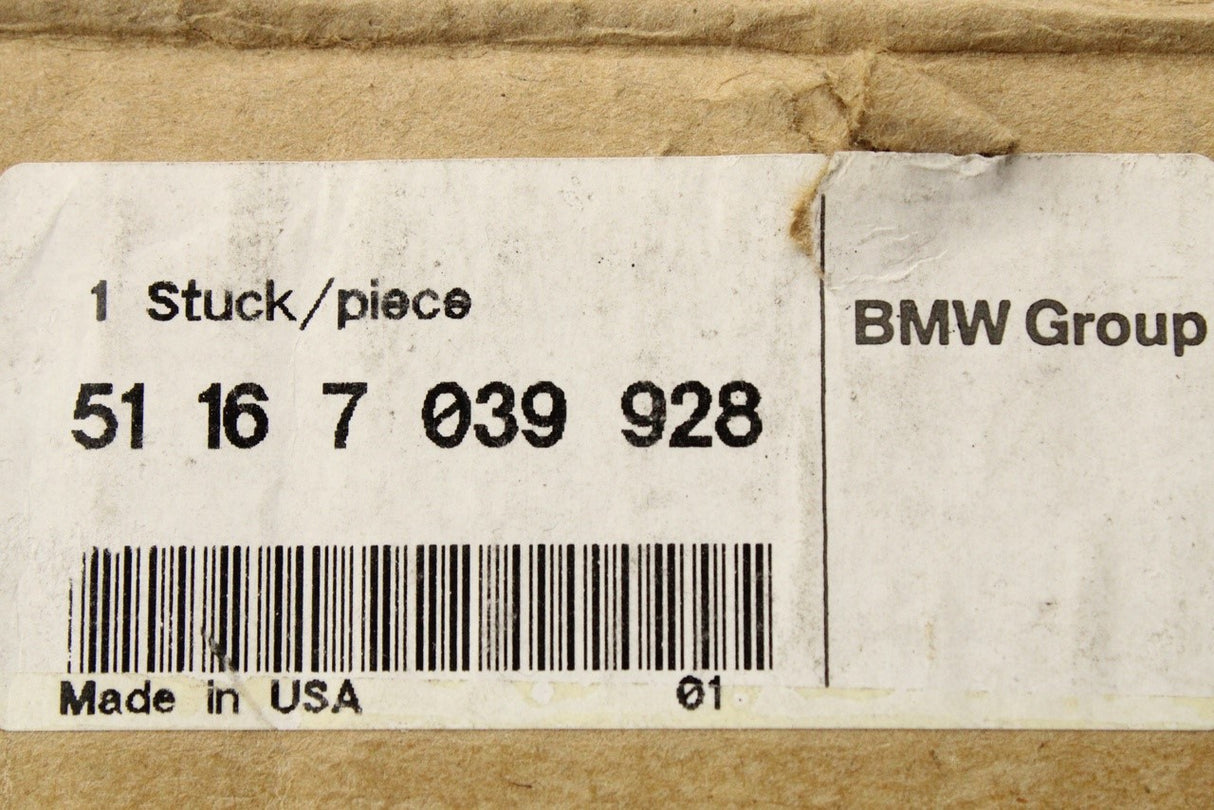 1 Stuck/piece
BMW Group
51 16 7 039 928
Made in USA 01